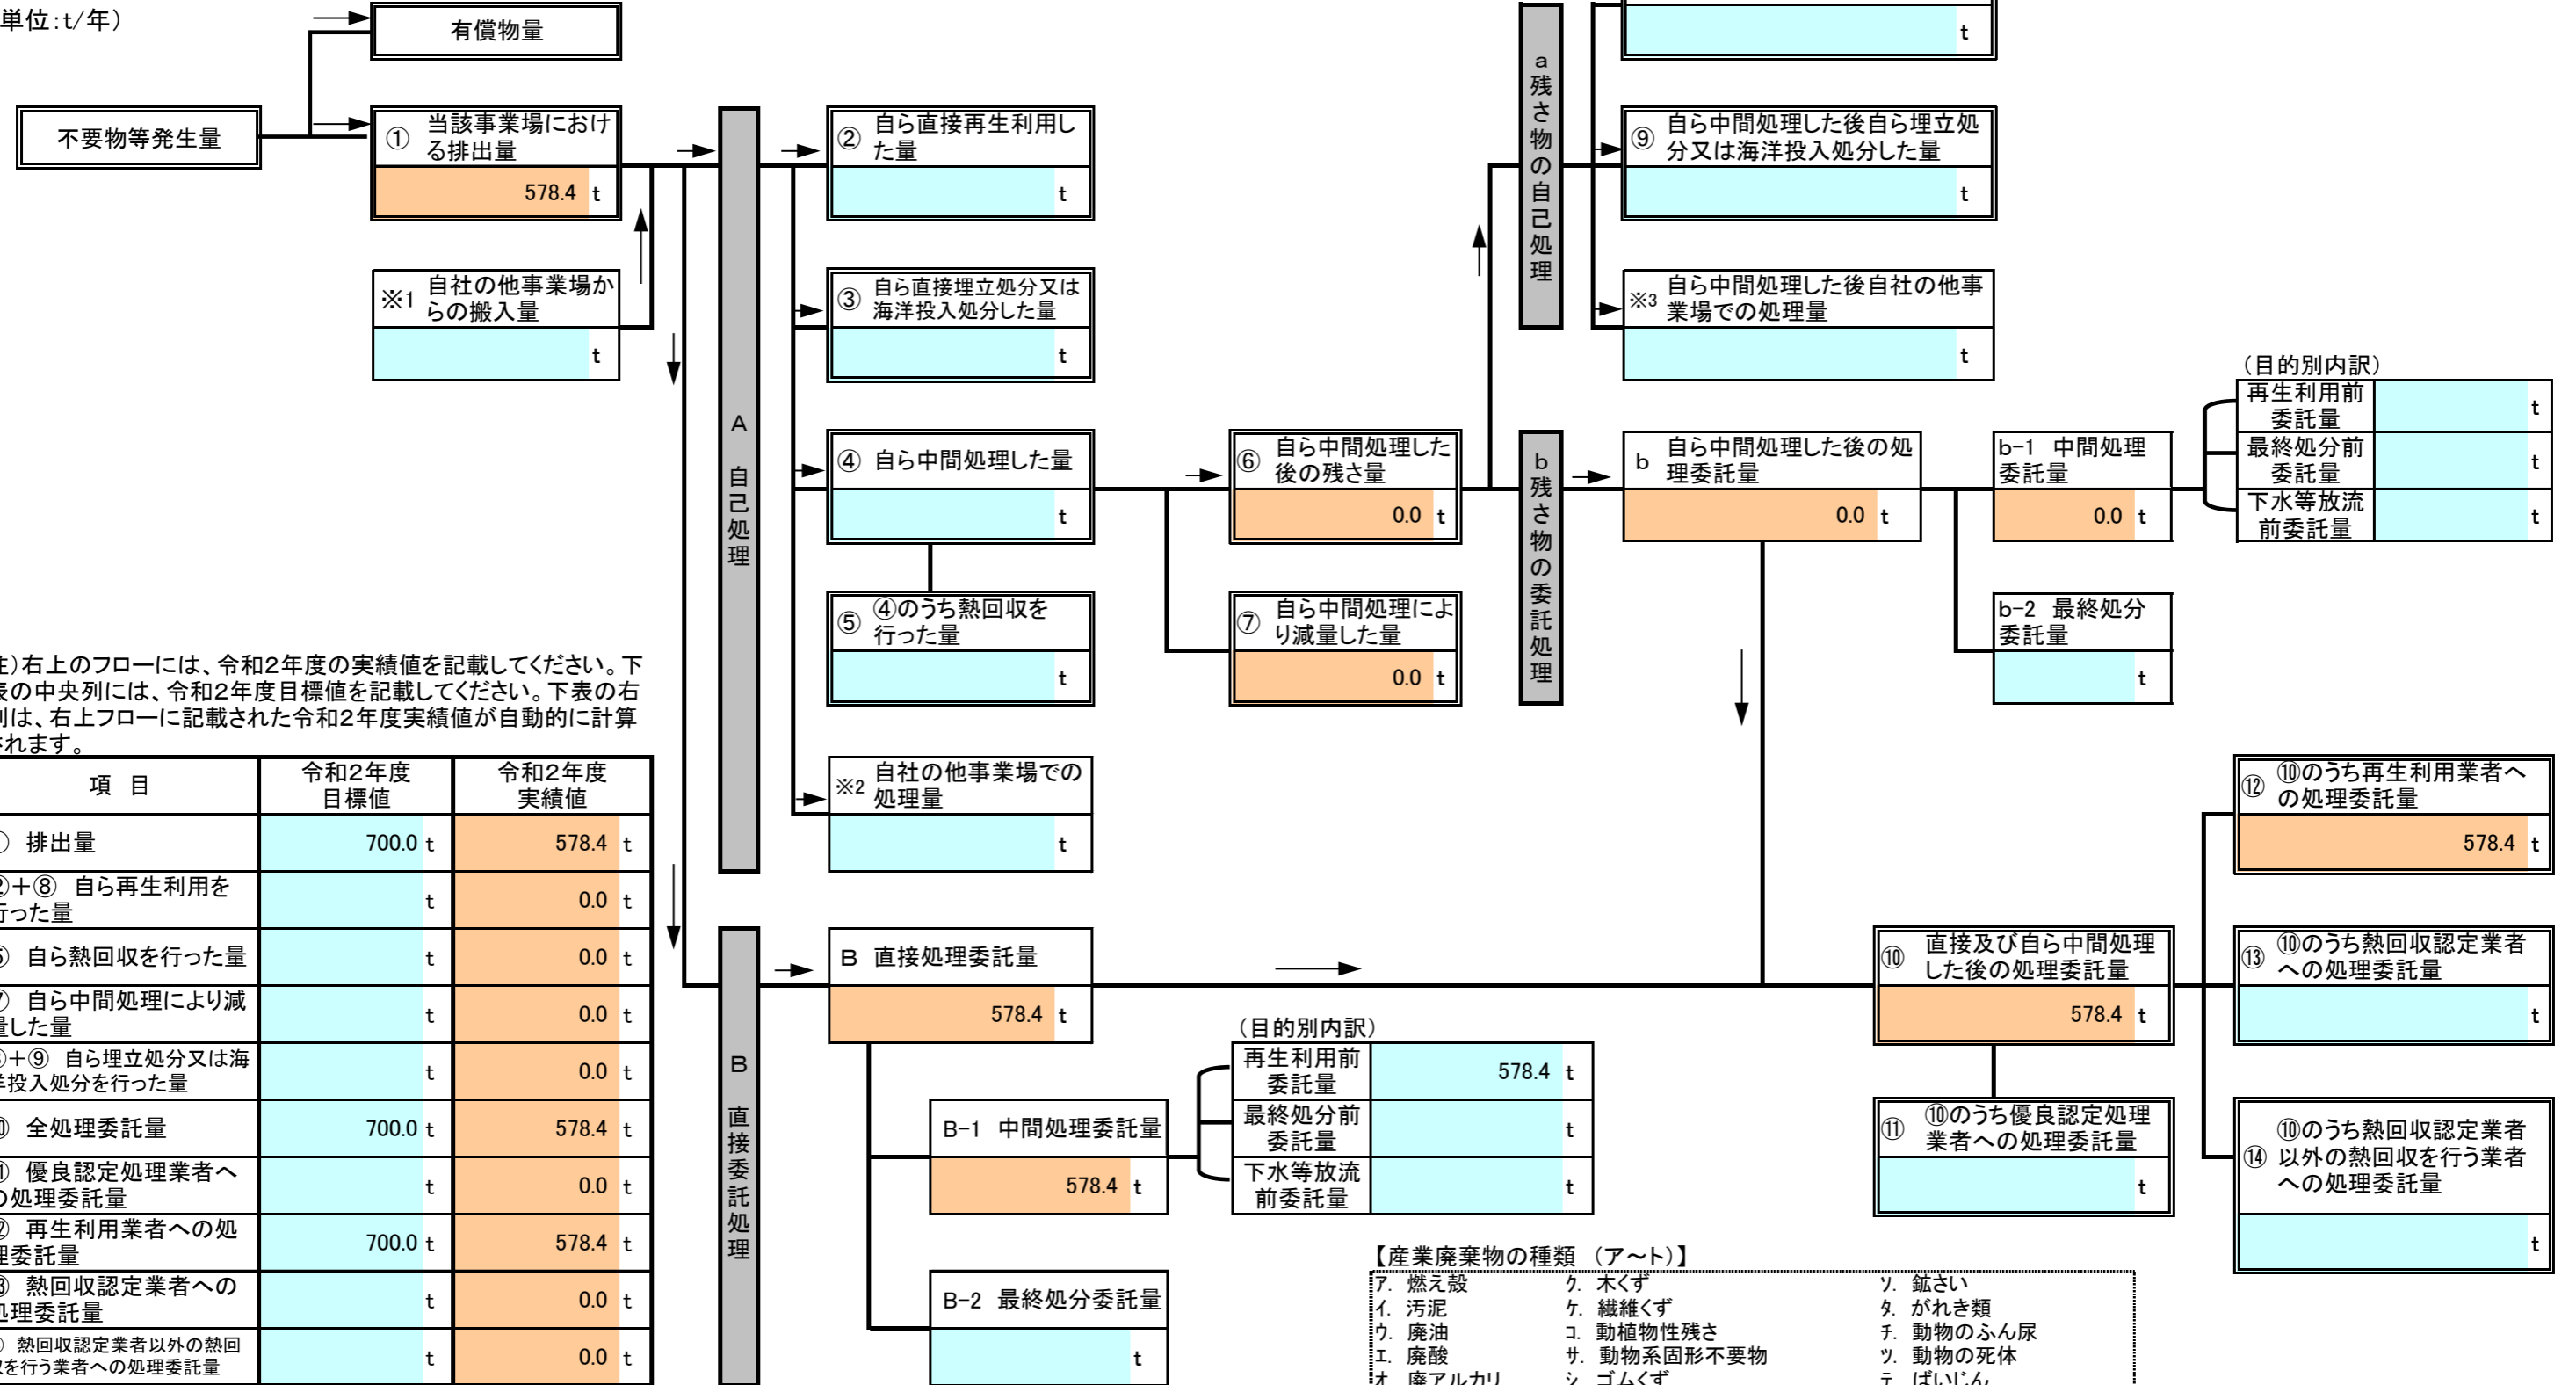 単位:t/年)
有償物量
不要物等発生量
① 当該事業場におけ
る排出量
578.4 t
※1 自社の他事業場か
らの搬入量
t
A 自己処理
② 自ら直接再生利用し
た量
t
③ 自ら直接埋立処分又は
海洋投入処分した量
t
④ 自ら中間処理した量
t
⑤ ④のうち熱回収を
行った量
t
※2 自社の他事業場での
処理量
t
⑥ 自ら中間処理した
後の残さ量
0.0 t
⑦ 自ら中間処理によ
り減量した量
0.0 t
a 残さ物の自己処理
t
⑨ 自ら中間処理した後自ら埋立処
分又は海洋投入処分した量
t
※3 自ら中間処理した後自社の他事
業場での処理量
t
b 残さ物の委託処理
b 自ら中間処理した後の処
理委託量
0.0 t
b-1 中間処理
委託量
0.0 t
b-2 最終処分
委託量
t
(目的別内訳)
再生利用前
委託量
t
最終処分前
委託量
t
下水等放流
前委託量
t
注)右上のフローには、令和2年度の実績値を記載してください。下
表の中央列には、令和2年度目標値を記載してください。下表の右
列は、右上フローに記載された令和2年度実績値が自動的に計算
されます。
項 目 令和2年度
目標値 令和2年度
実績値
① 排出量 700.0 t 578.4 t
②+⑧ 自ら再生利用を
行った量 t 0.0 t
⑤ 自ら熱回収を行った量 t 0.0 t
⑦ 自ら中間処理により減
量した量 t 0.0 t
③+⑨ 自ら埋立処分又は海
洋投入処分を行った量 t 0.0 t
⑩ 全処理委託量 700.0 t 578.4 t
⑪ 優良認定処理業者へ
の処理委託量 t 0.0 t
⑫ 再生利用業者への処
理委託量 700.0 t 578.4 t
⑬ 熱回収認定業者への
処理委託量 t 0.0 t
⑭ 熱回収認定業者以外の熱回
収を行う業者への処理委託量 t 0.0 t
B 直接委託処理
B 直接処理委託量
578.4 t
B-1 中間処理委託量
578.4 t
B-2 最終処分委託量
t
(目的別内訳)
再生利用前
委託量
578.4 t
最終処分前
委託量
t
下水等放流
前委託量
t
⑩ 直接及び自ら中間処理
した後の処理委託量
578.4 t
⑪ ⑩のうち優良認定処理
業者への処理委託量
t
⑫ ⑩のうち再生利用業者へ
の処理委託量
578.4 t
⑬ ⑩のうち熱回収認定業者
への処理委託量
t
⑭ ⑩のうち熱回収認定業者
以外の熱回収を行う業者
への処理委託量
t
【産業廃棄物の種類 (ア～ト)】
ア. 燃え殻 ク. 木くず ソ. 鉱さい
イ. 汚泥 ケ. 繊維くず タ. がれき類
ウ. 廃油 コ. 動植物性残さ チ. 動物のふん尿
エ. 廃酸 サ. 動物系固形不要物 ツ. 動物の死体
オ. 廃アルカリ シ. ゴムくず テ. ばいじん